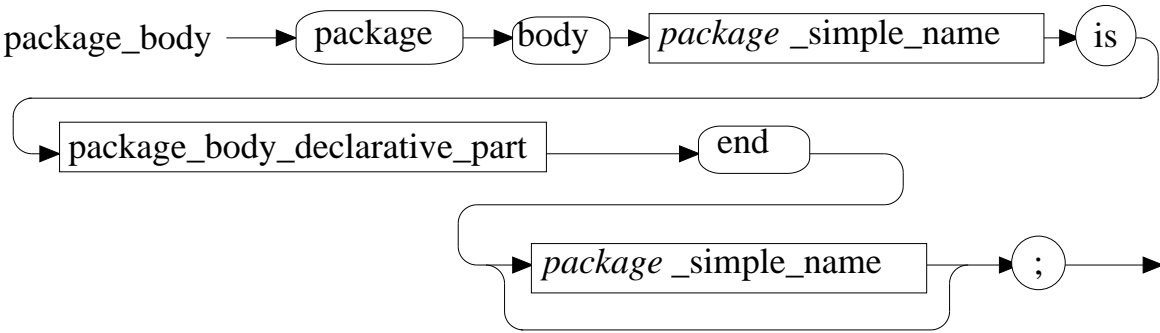 package_body package body package _simple_name is
package_body_declarative_part end
package _simple_name ;